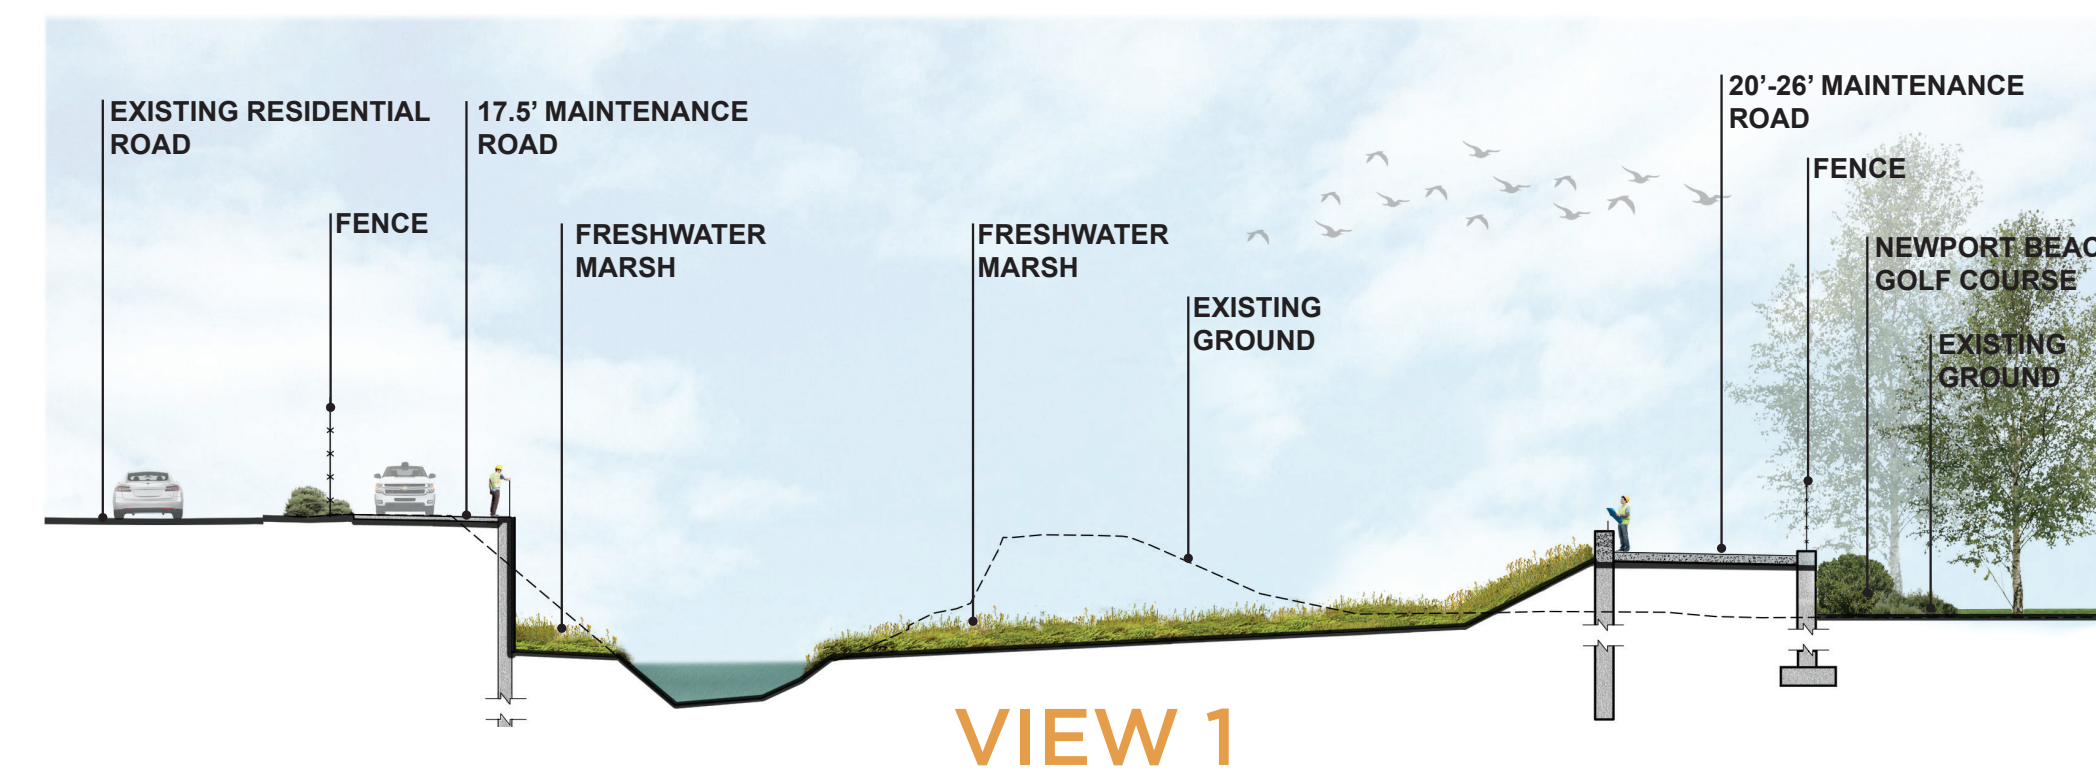 EXISTING RESIDENTIAL
ROAD
17.5’ MAINTENANCE
ROAD
FENCE
FRESHWATER
MARSH
FRESHWATER
MARSH
EXISTING
GROUND
20’-26’ MAINTENANCE
ROAD
FENCE
NEWPORT BEAC
GOLF COURSE
EXISTING
GROUND
VIEW 1